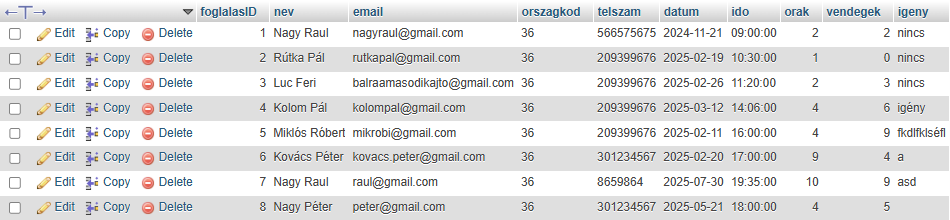 foglalasID nev email orszagkod telszam datum ido orak vendegek igeny
Edit Copy Delete 1 Nagy Raul nagyraul@gmail.com 36 566575675 2024-11-21 09:00:00 2 2 nincs
Edit Copy Delete 2 Rútka Pál rutkapal@gmail.com 36 209399676 2025-02-19 10:30:00 1 0 nincs
Edit Copy Delete 3 Luc Feri balraamasodikajto@gmail.com 36 209399676 2025-02-26 11:20:00 2 3 nincs
Edit Copy Delete 4 Kolom Pál kolompal@gmail.com 36 209399676 2025-03-12 14:06:00 4 6 igény
Edit Copy Delete 5 Miklós Róbert mikrobi@gmail.com 36 209399676 2025-02-11 16:00:00 4 9 fkdlfklséfl
Edit Copy Delete 6 Kovács Péter kovacs.peter@gmail.com 36 301234567 2025-02-20 17:00:00 9 4 a
Edit Copy Delete 7 Nagy Raul raul@gmail.com 36 8659864 2025-07-30 19:35:00 10 9 asd
Edit Copy Delete 8 Nagy Péter peter@gmail.com 36 301234567 2025-05-21 18:00:00 4 5